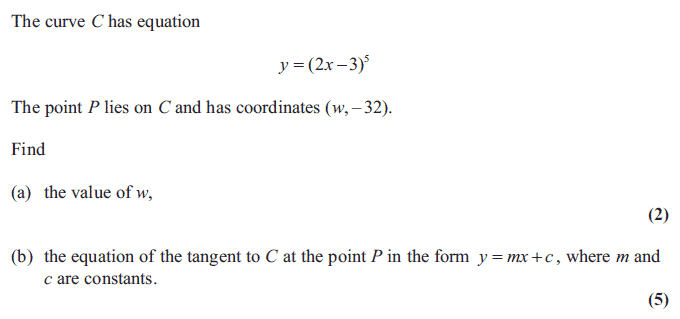 The curve C has equation
y = (2x – 3)⁵
The point P lies on C and has coordinates (w, – 32).
Find
(a) the value of w,
(2)
(b) the equation of the tangent to C at the point P in the form y = mx + c, where m and
c are constants.
(5)